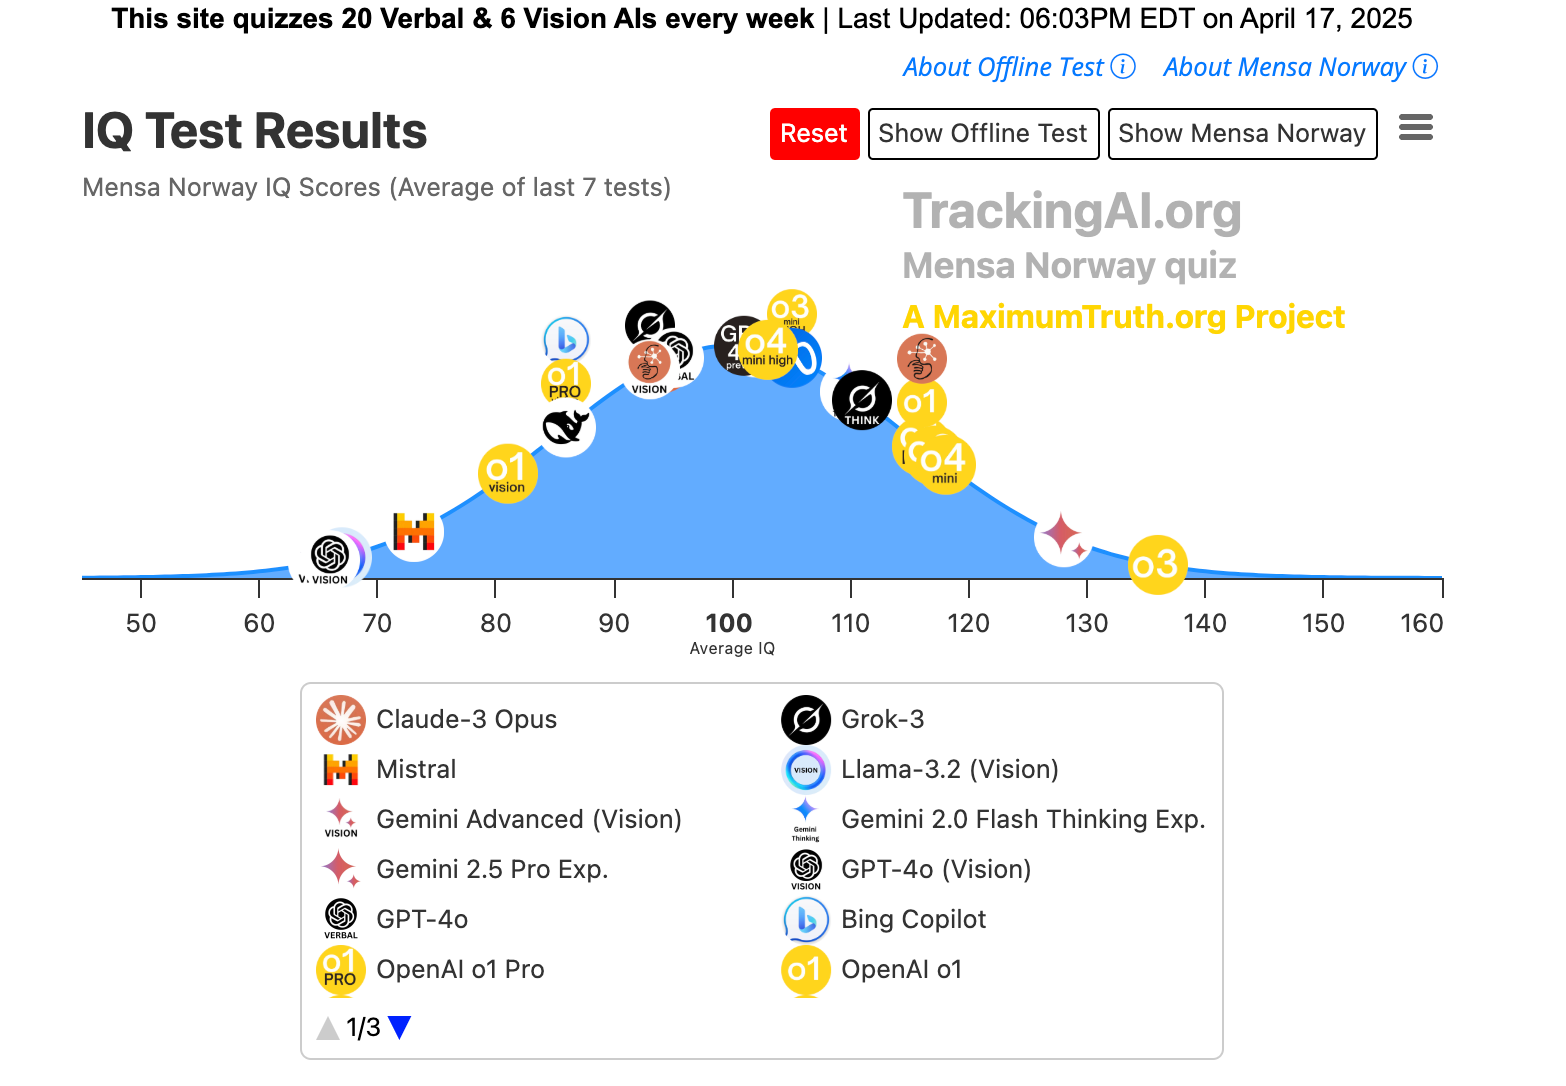 This site quizzes 20 Verbal & 6 Vision AIs every week | Last Updated: 06:03PM EDT on April 17, 2025
About Offline Test i About Mensa Norway i
IQ Test Results
Reset Show Offline Test Show Mensa Norway
Mensa Norway IQ Scores (Average of last 7 tests)
TrackingAI.org
Mensa Norway quiz
A MaximumTruth.org Project
o3
mini
GP
4
pre
o4
mini high
o1
PRO
VISION
THINK
o1
o4
mini
o1
vision
VISION
o3
50 60 70 80 90 100 110 120 130 140 150 160
Average IQ
Claude-3 Opus
Grok-3
Mistral
VISION Llama-3.2 (Vision)
VISION Gemini Advanced (Vision)
Gemini Thinking Gemini 2.0 Flash Thinking Exp.
Gemini 2.5 Pro Exp.
VISION GPT-4o (Vision)
VERBAL GPT-4o
Bing Copilot
o1 PRO OpenAI o1 Pro
o1 OpenAI o1
1/3